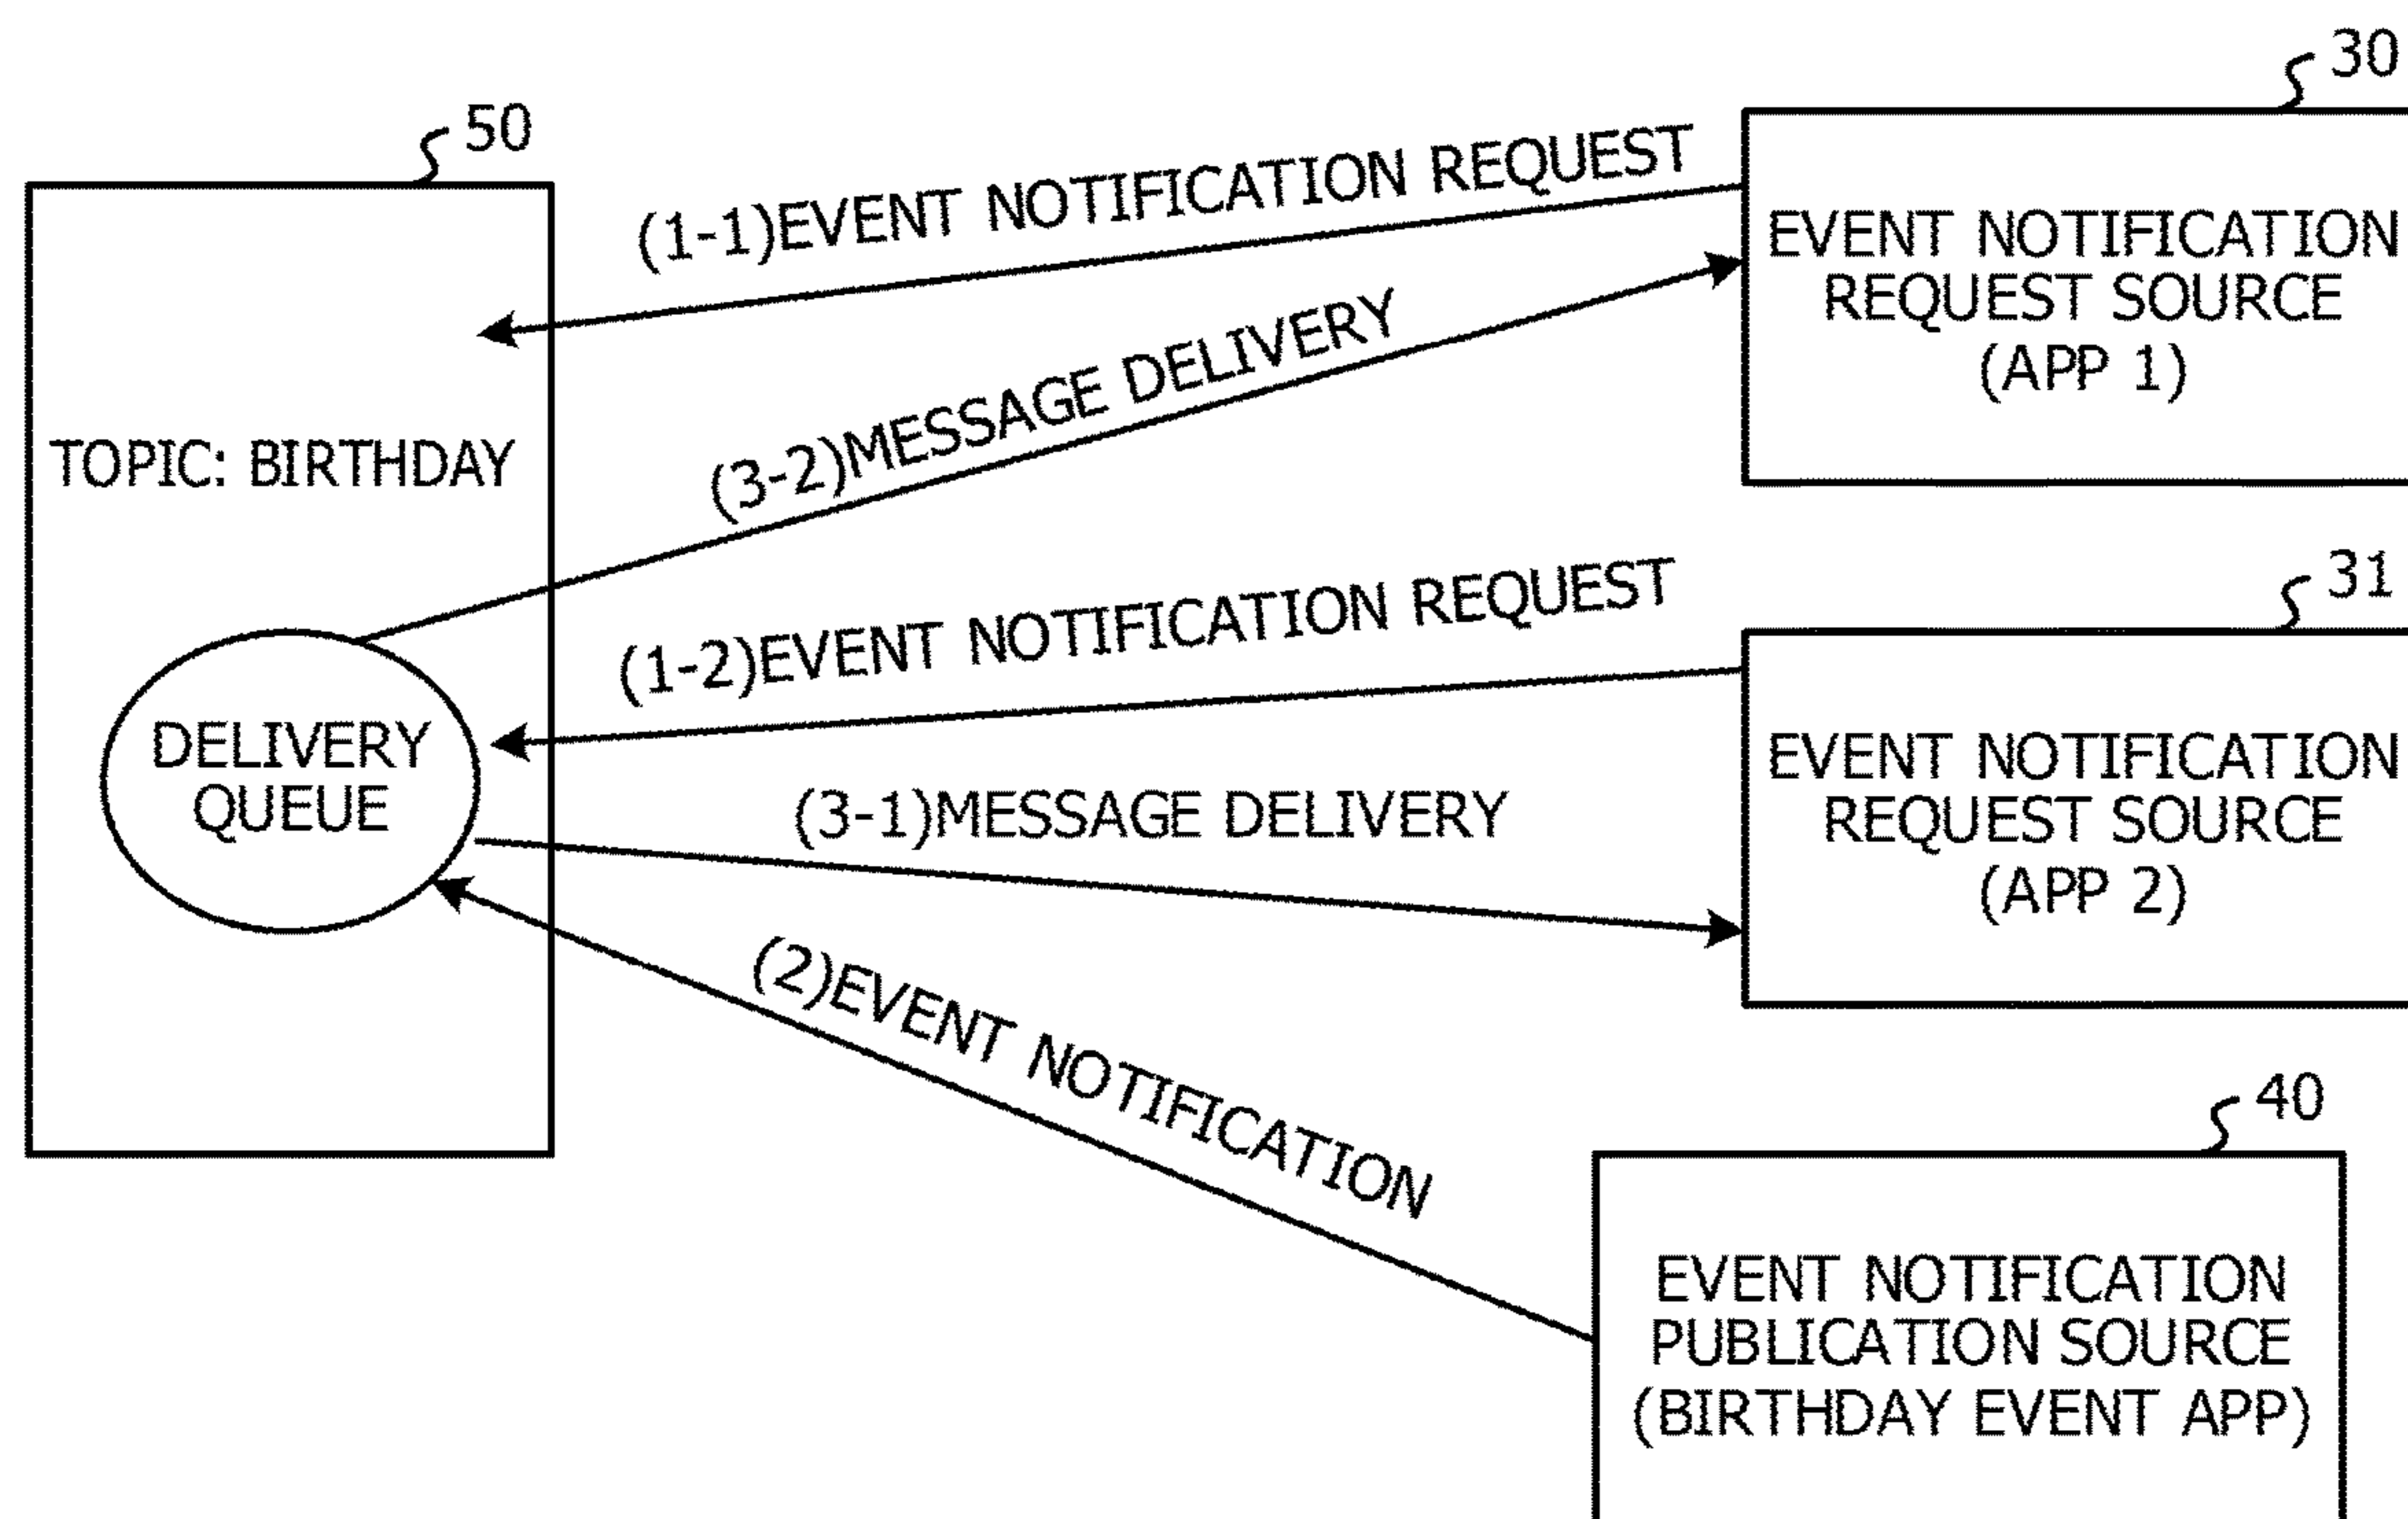 30
50
(1-1)EVENT NOTIFICATION REQUEST
EVENT NOTIFICATION
REQUEST SOURCE
(APP 1)
(3-2)MESSAGE DELIVERY
TOPIC: BIRTHDAY
31
(1-2)EVENT NOTIFICATION REQUEST
EVENT NOTIFICATION
REQUEST SOURCE
(APP 2)
DELIVERY
QUEUE
(3-1)MESSAGE DELIVERY
(2)EVENT NOTIFICATION
40
EVENT NOTIFICATION
PUBLICATION SOURCE
(BIRTHDAY EVENT APP)